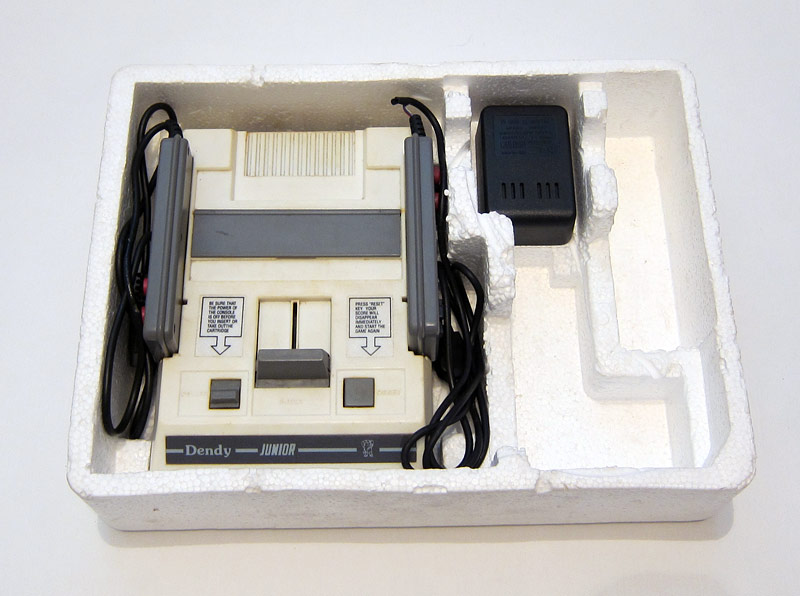 BE SURE THAT
THE POWER OF
THE CONSOLE
IS OFF BEFORE
YOU INSERT OR
TAKE OUT THE
CARTRIDGE
PRESS "RESET"
KEY YOUR
SCORE WILL
DISAPPEAR
IMMEDIATELY
AND START THE
GAME AGAIN
EJECT
Dendy JUNIOR